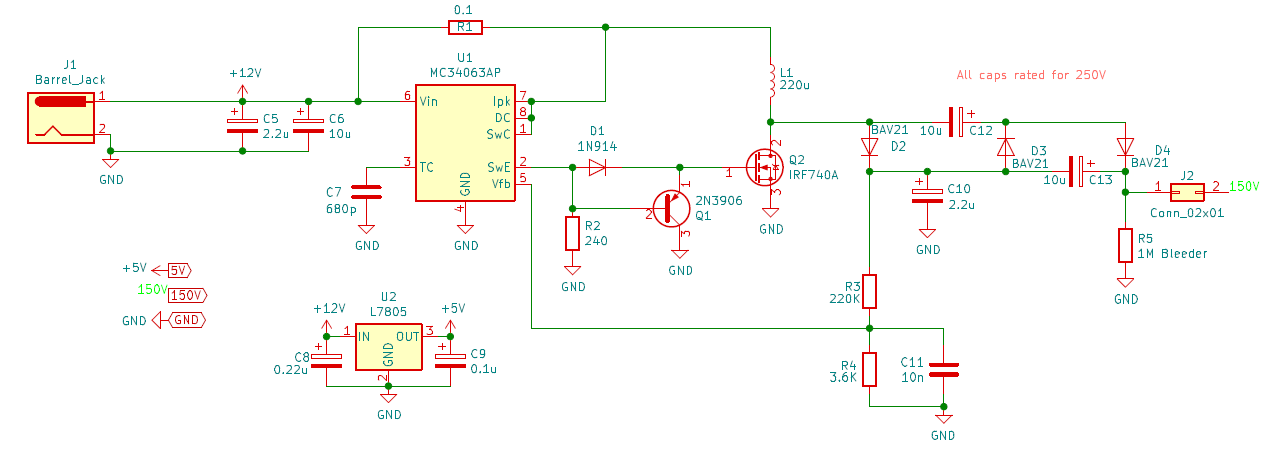 0.1
R1
J1
Barrel_Jack
1
2
+12V
+
C5
2.2u
+
C6
10u
GND
U1
MC34063AP
6
Vin
Ipk
7
DC
8
SwC
1
3
TC
SwE
2
Vfb
5
GND
4
C7
680p
GND
GND
D1
1N914
R2
240
GND
2N3906
Q1
1
2
3
GND
L1
220u
Q2
IRF740A
1
2
3
GND
All caps rated for 250V
BAV21
D2
10u
+
C12
D3
BAV21
D4
BAV21
10u
+
C13
+
C10
2.2u
GND
1
J2
2
150V
Conn_02x01
R5
1M Bleeder
GND
R3
220K
R4
3.6K
C11
10n
GND
+5V
5V
150V
150V
GND
GND
+12V
U2
L7805
+5V
1
IN
OUT
3
GND
2
+
C8
0.22u
+
C9
0.1u
GND